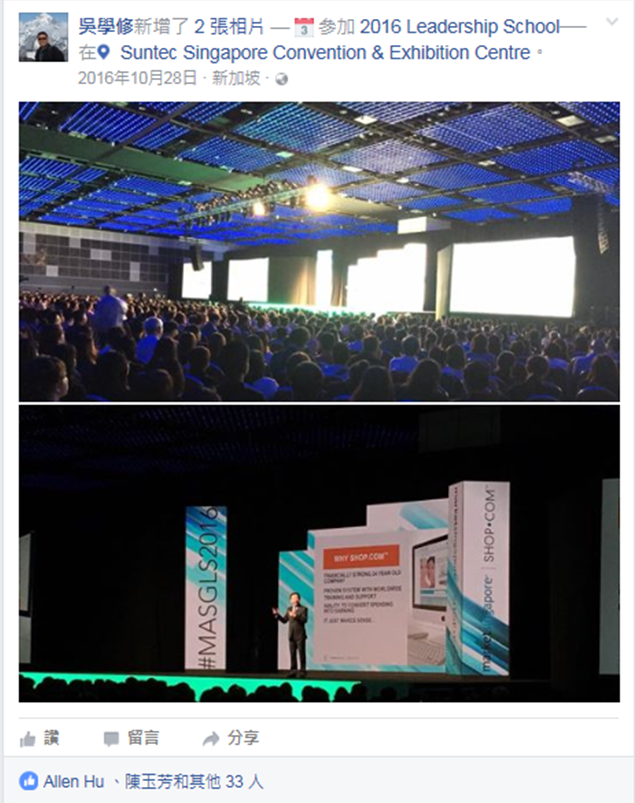 吳學修新增了 2 張相片 — 3 參加 2016 Leadership School——
在 Suntec Singapore Convention & Exhibition Centre。
2016年10月28日 · 新加坡 ·
#MASGLS2016
WHY SHOP.COM™
FINANCIALLY STRONG 24 YEAR OLD
COMPANY
PROVEN SYSTEM WITH WORLDWIDE
TRAINING AND SUPPORT
ABILITY TO CONVERT SPENDING
INTO EARNING
IT JUST MAKES SENSE...
market singapore® | SHOP•COM™
讚 留言 分享
Allen Hu 、陳玉芳和其他 33 人